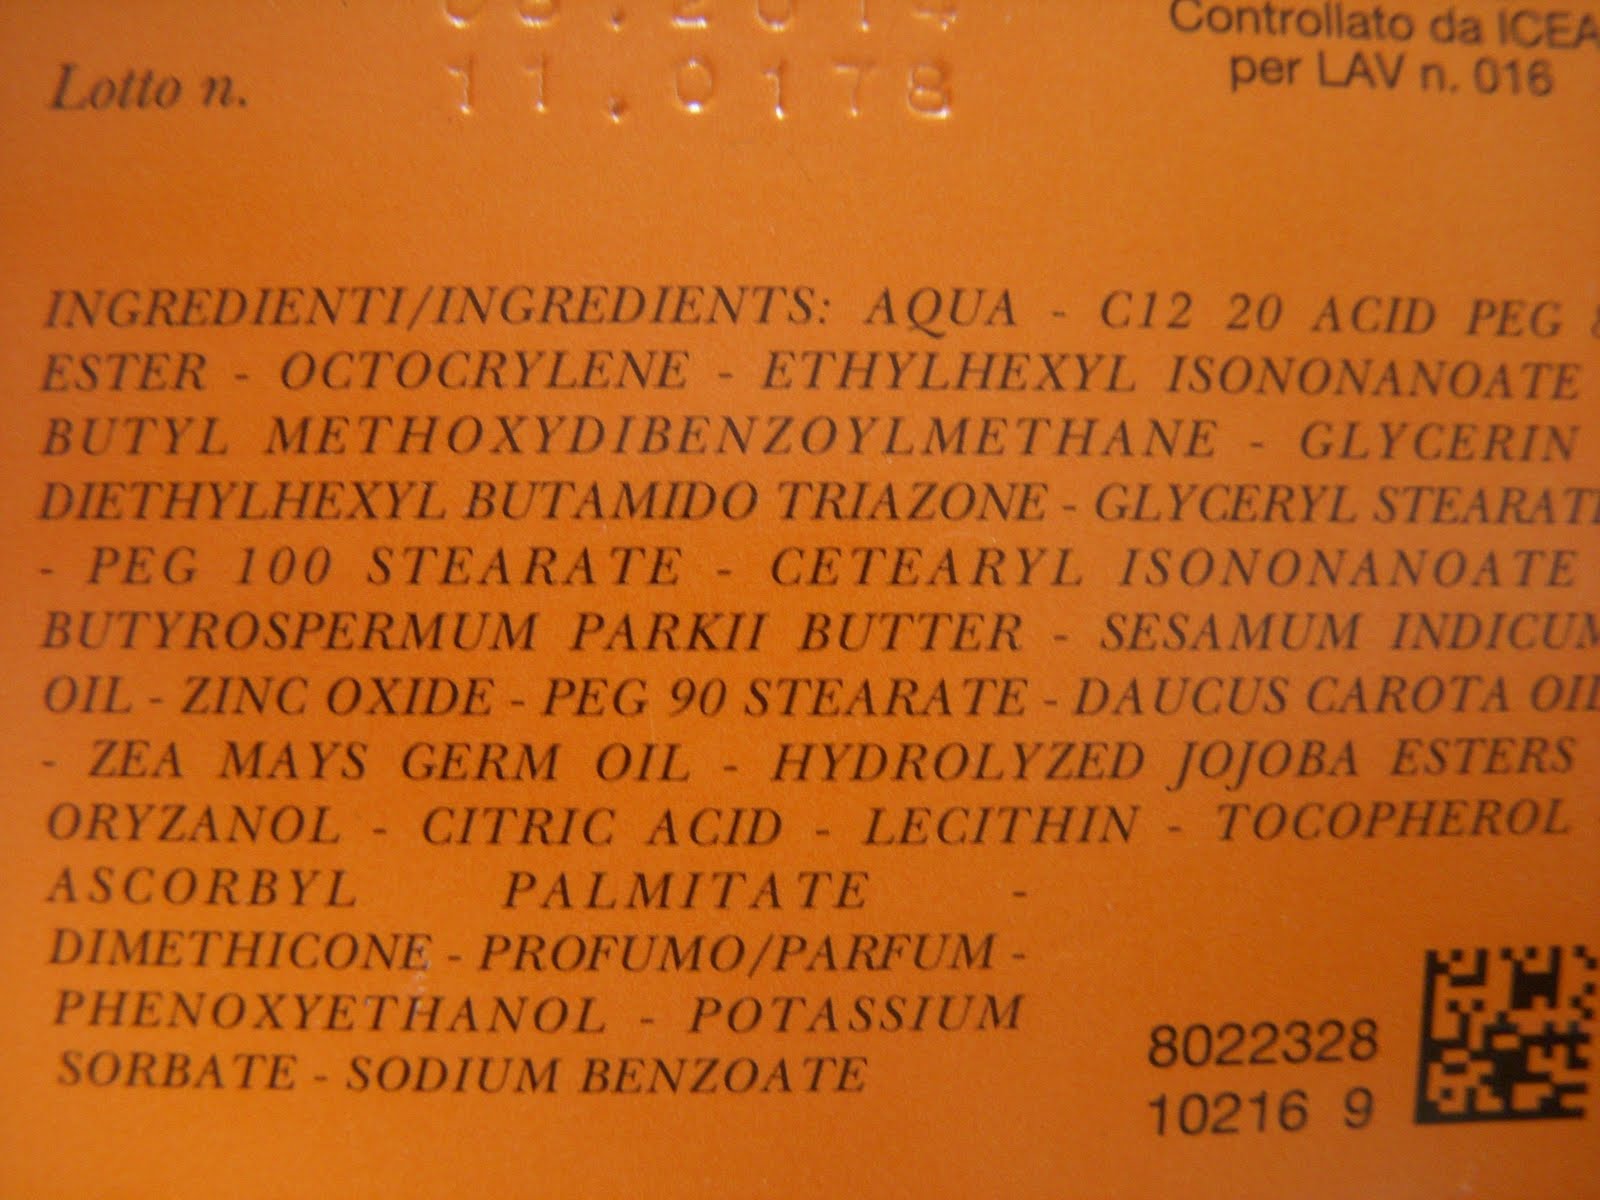 Controllato da ICEA
Lotto n. 11.0178
per LAV n. 016
INGREDIENTI/INGREDIENTS: AQUA - C12 20 ACID PEG
ESTER - OCTOCRYLENE - ETHYLHEXYL ISONONANOATE
BUTYL METHOXYDIBENZOYLMETHANE - GLYCERIN
DIETHYLHEXYL BUTAMIDO TRIAZONE - GLYCERYL STEARATE
- PEG 100 STEARATE - CETEARYL ISONONANOATE
BUTYROSPERMUM PARKII BUTTER - SESAMUM INDICUM
OIL - ZINC OXIDE - PEG 90 STEARATE - DAUCUS CAROTA OIL
- ZEA MAYS GERM OIL - HYDROLYZED JOJOBA ESTERS
ORYZANOL - CITRIC ACID - LECITHIN - TOCOPHEROL
ASCORBYL PALMITATE -
DIMETHICONE - PROFUMO/PARFUM -
PHENOXYETHANOL - POTASSIUM
SORBATE - SODIUM BENZOATE
8022328
10216 9